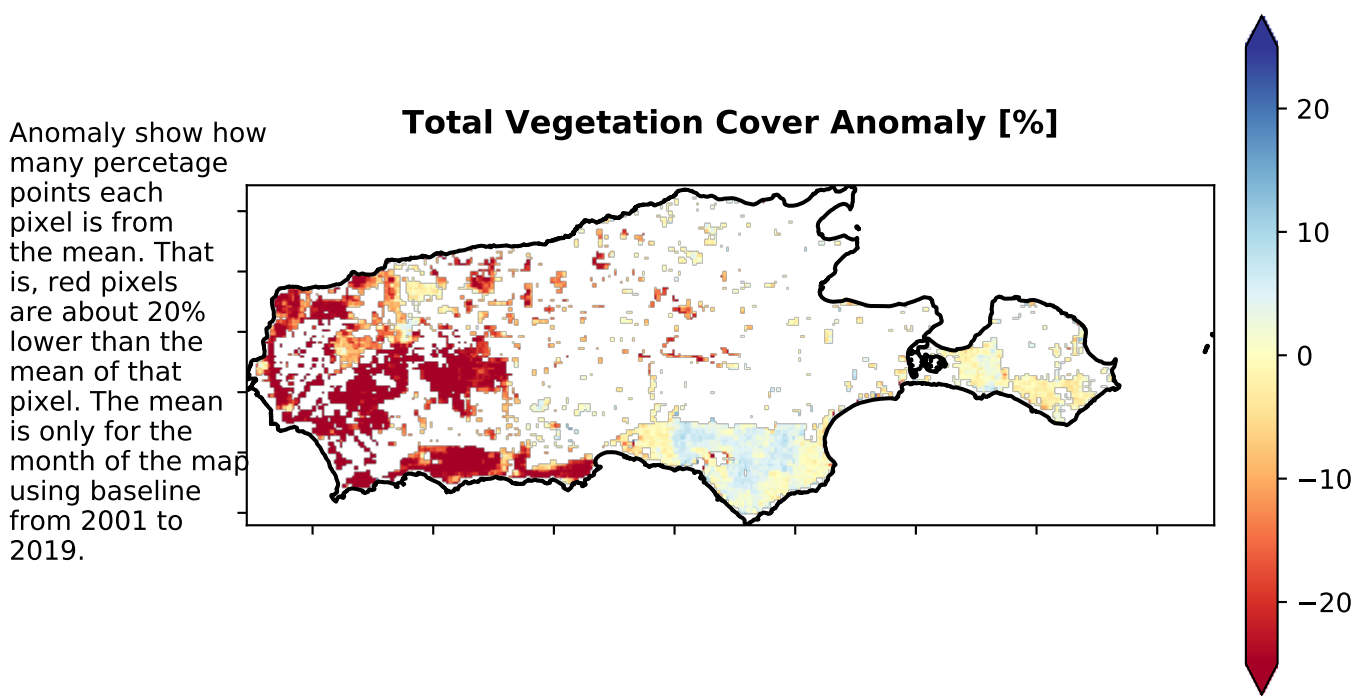 Total Vegetation Cover Anomaly [%]
Anomaly show how
many percetage
points each
pixel is from
the mean. That
is, red pixels
are about 20%
lower than the
mean of that
pixel. The mean
is only for the
month of the map
using baseline
from 2001 to
2019.
20
10
0
−10
−20